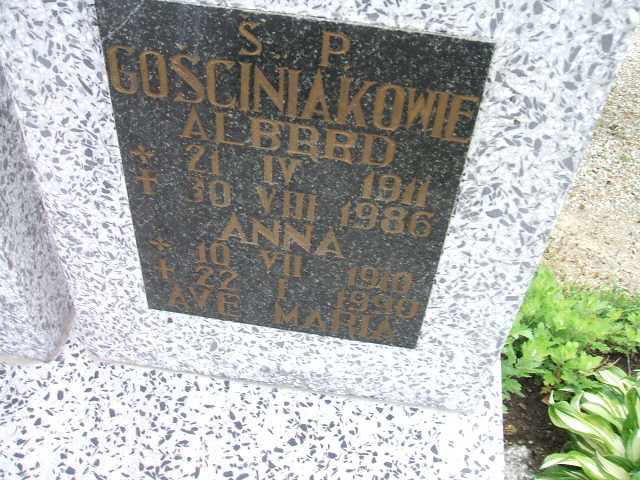 Ś. P.
GOŚCINIAKOWIE
ALBERD
* 21 IV 1911
+ 30 VIII 1986
ANNA
* 10 VII 1910
+ 22 I 1990
AVE MARIA